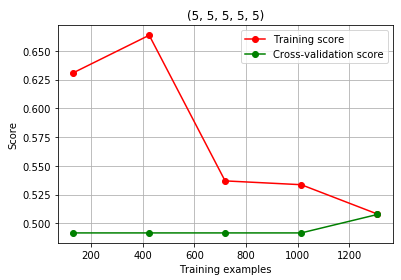 (5, 5, 5, 5, 5)
Training score
Cross-validation score
0.650
0.625
0.600
0.575
0.550
0.525
0.500
Score
200 400 600 800 1000 1200
Training examples